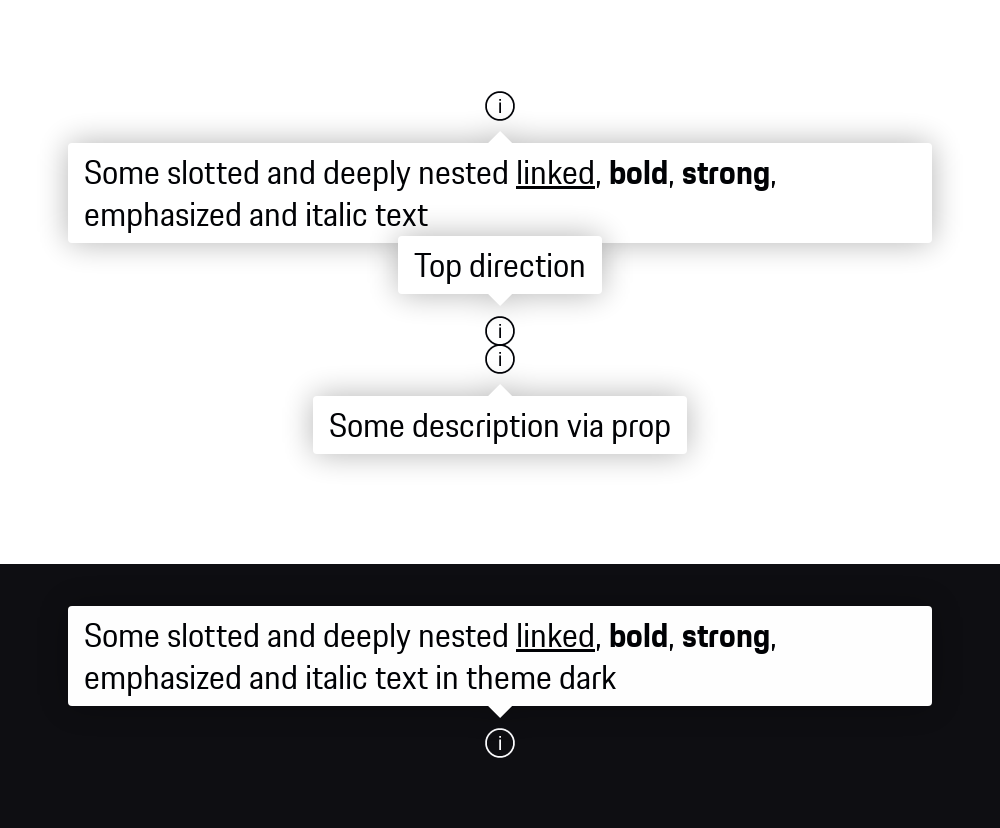 i
Some slotted and deeply nested linked, bold, strong,
emphasized and italic text
Top direction
i
i
Some description via prop
Some slotted and deeply nested linked, bold, strong,
emphasized and italic text in theme dark
i